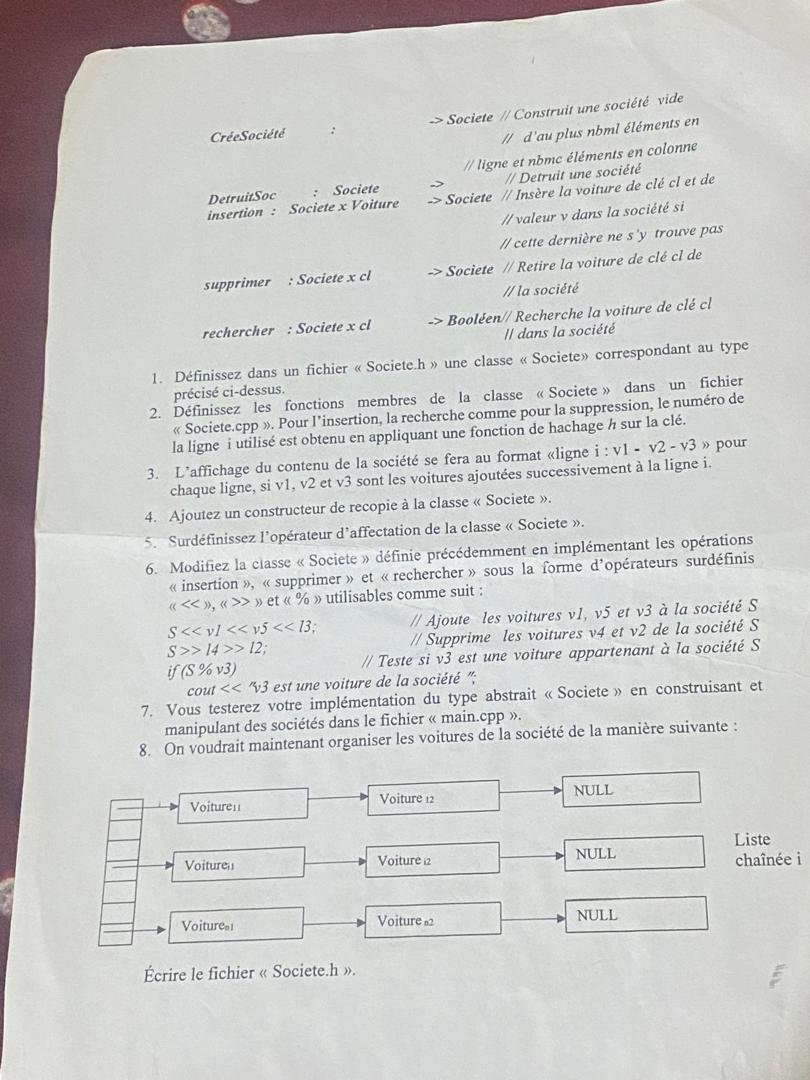 CréeSociété : -> Societe // Construit une société vide
// d'au plus nbml éléments en
// ligne et nbmc éléments en colonne
DetruitSoc : Societe -> // Detruit une société
insertion : Societe x Voiture -> Societe // Insère la voiture de clé cl et de
// valeur v dans la société si
// cette dernière ne s'y trouve pas
supprimer : Societe x cl -> Societe // Retire la voiture de clé cl de
// la société
rechercher : Societe x cl -> Booléen// Recherche la voiture de clé cl
// dans la société
1. Définissez dans un fichier « Societe.h » une classe « Societe» correspondant au type
précisé ci-dessus.
2. Définissez les fonctions membres de la classe « Societe » dans un fichier
« Societe.cpp ». Pour l'insertion, la recherche comme pour la suppression, le numéro de
la ligne i utilisé est obtenu en appliquant une fonction de hachage h sur la clé.
3. L'affichage du contenu de la société se fera au format «ligne i : v1 - v2 - v3 » pour
chaque ligne, si v1, v2 et v3 sont les voitures ajoutées successivement à la ligne i.
4. Ajoutez un constructeur de recopie à la classe « Societe ».
5. Surdéfinissez l'opérateur d'affectation de la classe « Societe ».
6. Modifiez la classe « Societe » définie précédemment en implémentant les opérations
« insertion », « supprimer » et « rechercher » sous la forme d'opérateurs surdéfinis
« << », « >> » et « % » utilisables comme suit :
S << v1 << v5 << l3; // Ajoute les voitures v1, v5 et v3 à la société S
S >> l4 >> l2; // Supprime les voitures v4 et v2 de la société S
if (S % v3) // Teste si v3 est une voiture appartenant à la société S
cout << "v3 est une voiture de la société ";
7. Vous testerez votre implémentation du type abstrait « Societe » en construisant et
manipulant des sociétés dans le fichier « main.cpp ».
8. On voudrait maintenant organiser les voitures de la société de la manière suivante :
Voiture11 Voiture 12 NULL
Voiturei1 Voiture i2 NULL Liste
chaînée i
Voituren1 Voiture n2 NULL
Écrire le fichier « Societe.h ».